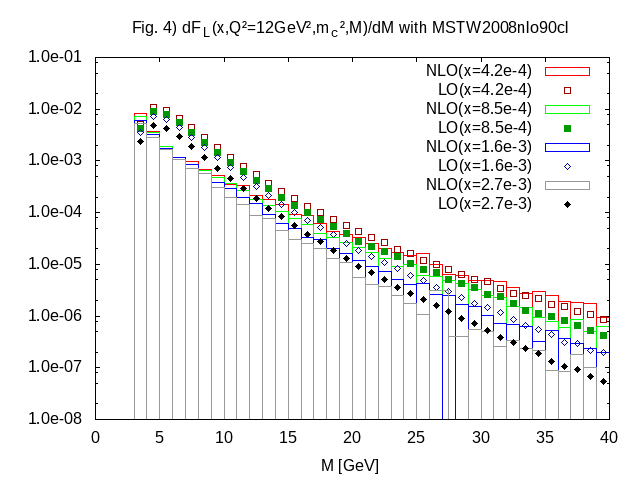 Fig. 4) dF_L(x,Q²=12GeV²,m_c²,M)/dM with MSTW2008nlo90cl
1.0e-01
1.0e-02
1.0e-03
1.0e-04
1.0e-05
1.0e-06
1.0e-07
1.0e-08
NLO(x=4.2e-4)
LO(x=4.2e-4)
NLO(x=8.5e-4)
LO(x=8.5e-4)
NLO(x=1.6e-3)
LO(x=1.6e-3)
NLO(x=2.7e-3)
LO(x=2.7e-3)
0 5 10 15 20 25 30 35 40
M [GeV]